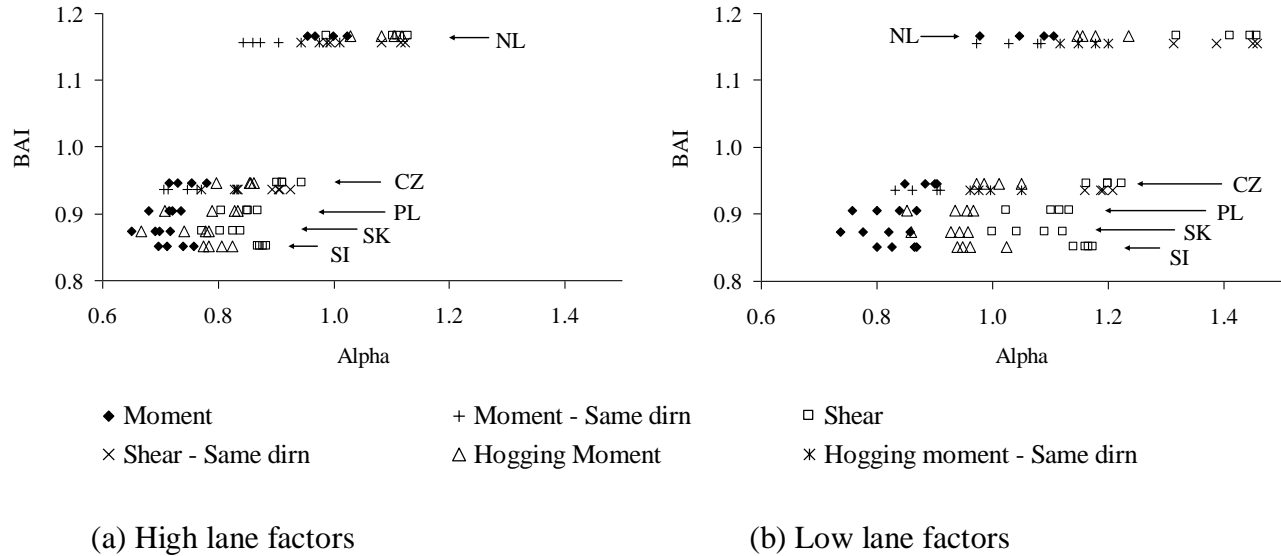 1.2
NL
1.1
BAI
1.0
CZ
0.9
PL
SK
SI
0.8
0.6 0.8 1.0 1.2 1.4
Alpha
1.2
NL
1.1
BAI
1.0
CZ
0.9
PL
SK
SI
0.8
0.6 0.8 1.0 1.2 1.4
Alpha
Moment Moment - Same dirn Shear
Shear - Same dirn Hogging Moment Hogging moment - Same dirn
(a) High lane factors (b) Low lane factors